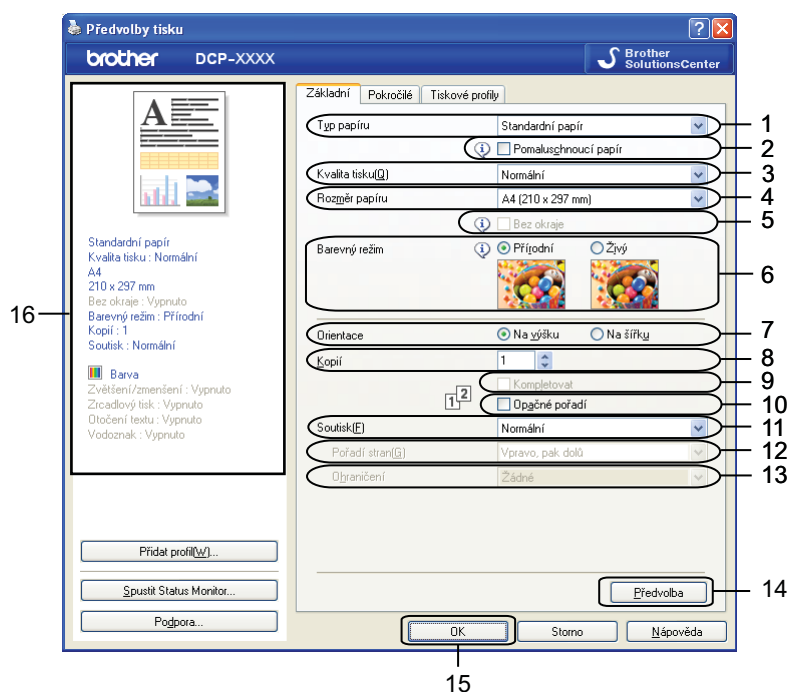 Předvolby tisku
brother DCP-XXXX
Brother
SolutionsCenter
Základní Pokročilé Tiskové profily
Typ papíru Standardní papír 1
Pomaluschnoucí papír 2
Kvalita tisku(Q) Normální 3
Rozměr papíru A4 (210 x 297 mm) 4
Bez okraje 5
Barevný režim Přírodní Živý 6
Orientace Na výšku Na šířku 7
Kopií 1 8
Kompletovat 9
1 2
Opačné pořadí 10
Soutisk(F) Normální 11
Pořadí stran(G) Vpravo, pak dolů 12
Ohraničení Žádné 13
Předvolba 14
OK Storno Nápověda
15
A
Standardní papír
Kvalita tisku : Normální
A4
210 x 297 mm
Bez okraje : Vypnuto
16
Barevný režim : Přírodní
Kopií : 1
Soutisk : Normální
Barva
Zvětšení/zmenšení : Vypnuto
Zrcadlový tisk : Vypnuto
Otočení textu : Vypnuto
Vodoznak : Vypnuto
Přidat profil(W)...
Spustit Status Monitor...
Podpora...